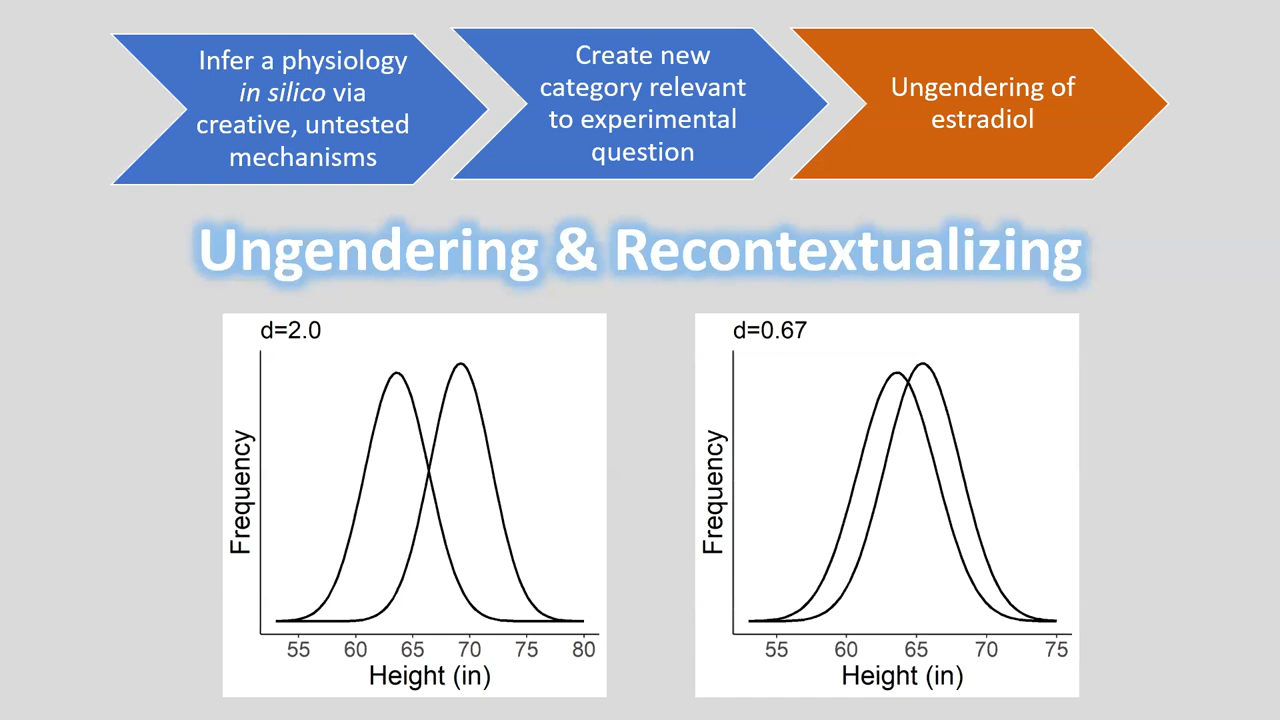 Infer a physiology
in silico via
creative, untested
mechanisms
Create new
category relevant
to experimental
question
Ungendering of
estradiol
Ungendering & Recontextualizing
d=2.0
Frequency
55 60 65 70 75 80
Height (in)
d=0.67
Frequency
55 60 65 70 75
Height (in)